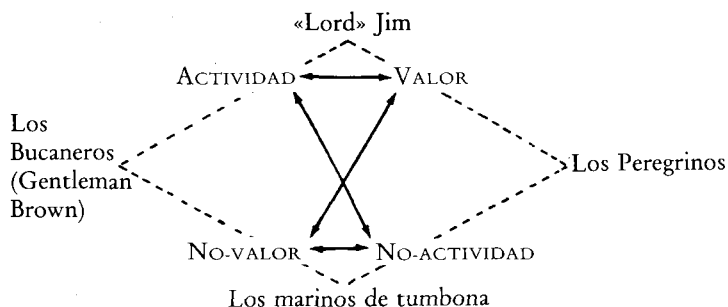 «Lord» Jim
ACTIVIDAD VALOR
Los
Bucaneros
(Gentleman
Brown)
Los Peregrinos
NO-VALOR NO-ACTIVIDAD
Los marinos de tumbona